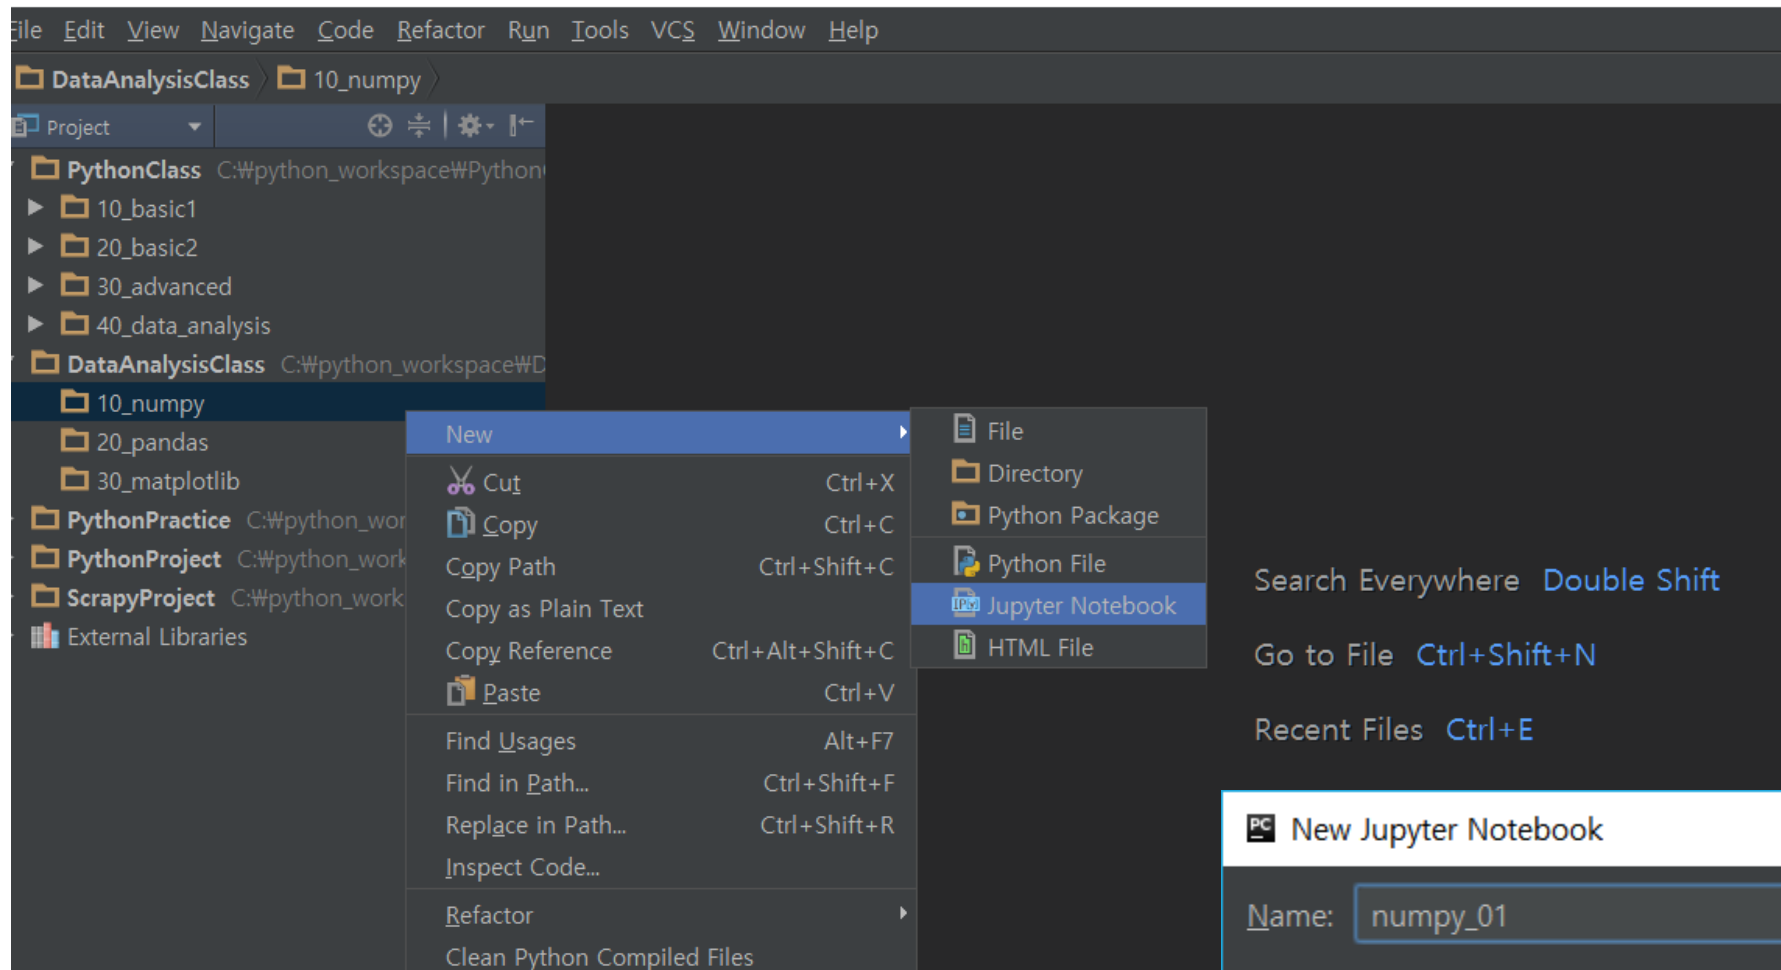 File Edit View Navigate Code Refactor Run Tools VCS Window Help
DataAnalysisClass 10_numpy
Project
PythonClass C:₩python_workspace₩Python
10_basic1
20_basic2
30_advanced
40_data_analysis
DataAnalysisClass C:₩python_workspace₩D
10_numpy
20_pandas
30_matplotlib
PythonPractice C:₩python_wor
PythonProject C:₩python_work
ScrapyProject C:₩python_work
External Libraries
New
Cut Ctrl+X
Copy Ctrl+C
Copy Path Ctrl+Shift+C
Copy as Plain Text
Copy Reference Ctrl+Alt+Shift+C
Paste Ctrl+V
Find Usages Alt+F7
Find in Path... Ctrl+Shift+F
Replace in Path... Ctrl+Shift+R
Inspect Code...
Refactor
Clean Python Compiled Files
File
Directory
Python Package
Python File
Jupyter Notebook
HTML File
Search Everywhere Double Shift
Go to File Ctrl+Shift+N
Recent Files Ctrl+E
PC New Jupyter Notebook
Name: numpy_01